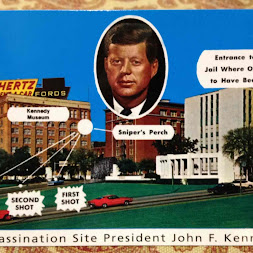 HERTZ
FORDS
Kennedy
Museum
Entrance to
Jail Where O
to Have Be
Sniper's Perch
SECOND
SHOT
FIRST
SHOT
assination Site President John F. Kenn